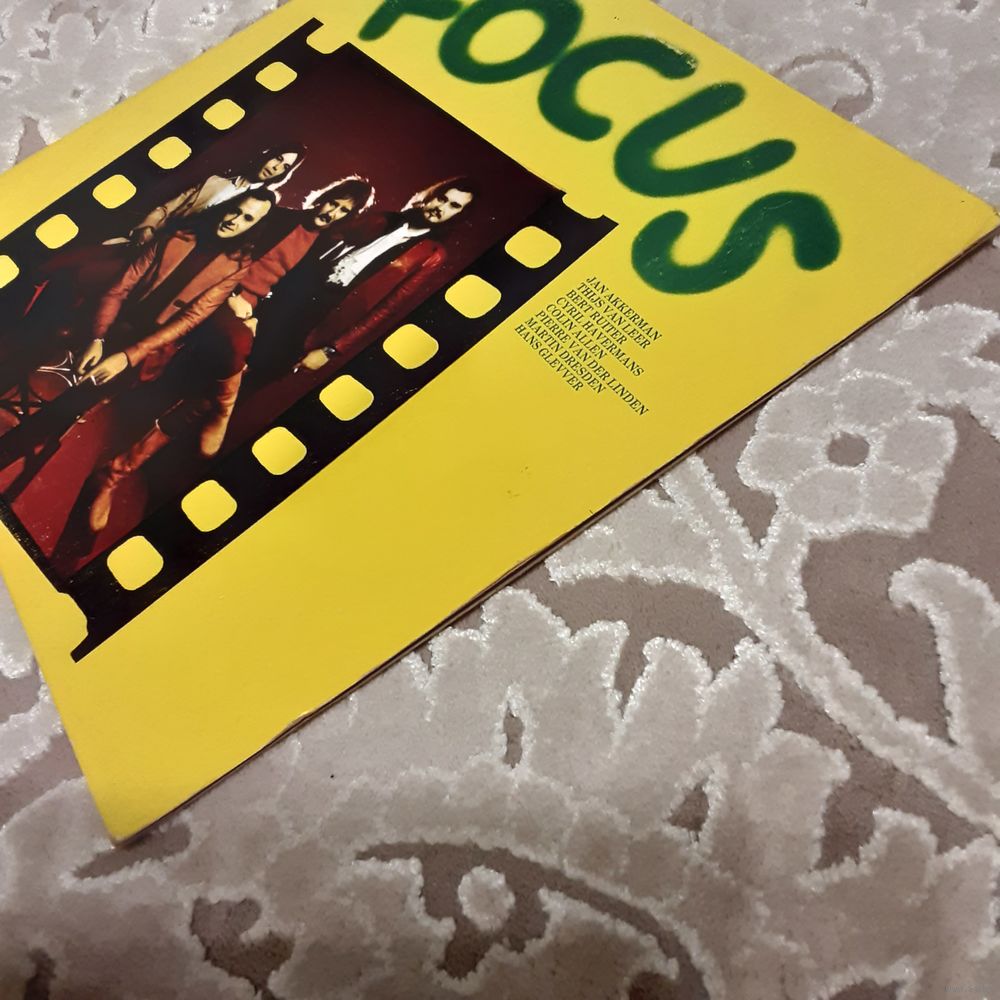 FOCUS
JAN AKKERMAN
THIJS VAN LEER
BERT RUITER
CYRIL HAVERMANS
COLIN ALLEN
PIERRE VAN DER LINDEN
MARTIN DRESDEN
HANS CLEVVER